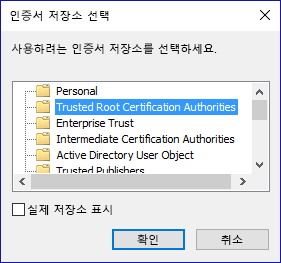 인증서 저장소 선택
사용하려는 인증서 저장소를 선택하세요.
Personal
Trusted Root Certification Authorities
Enterprise Trust
Intermediate Certification Authorities
Active Directory User Object
Trusted Publishers
실제 저장소 표시
확인
취소